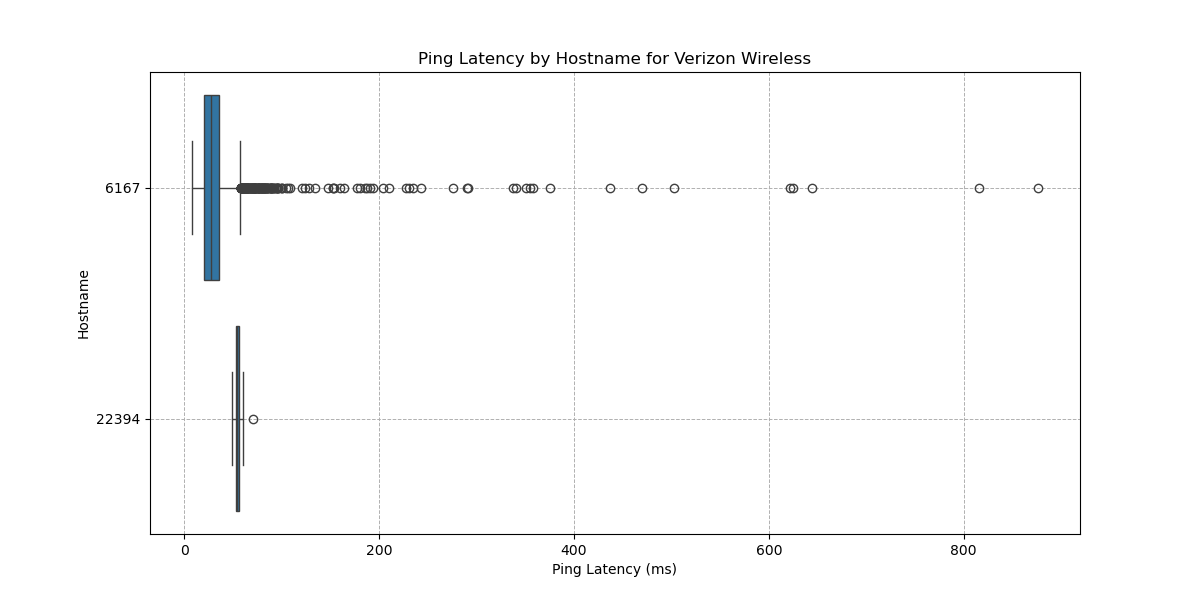 Ping Latency by Hostname for Verizon Wireless
Hostname
6167
22394
0 200 400 600 800
Ping Latency (ms)